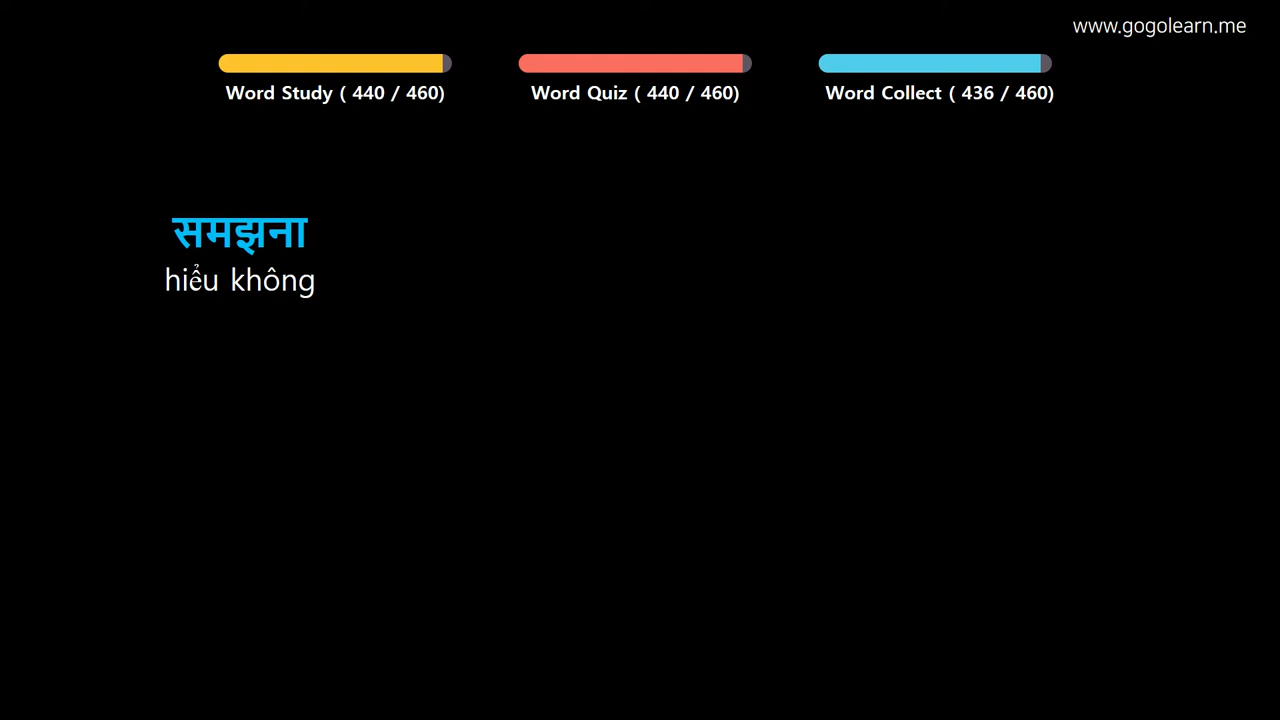 www.gogolearn.me
Word Study ( 440 / 460)
Word Quiz ( 440 / 460)
Word Collect ( 436 / 460)
समझना
hiểu không